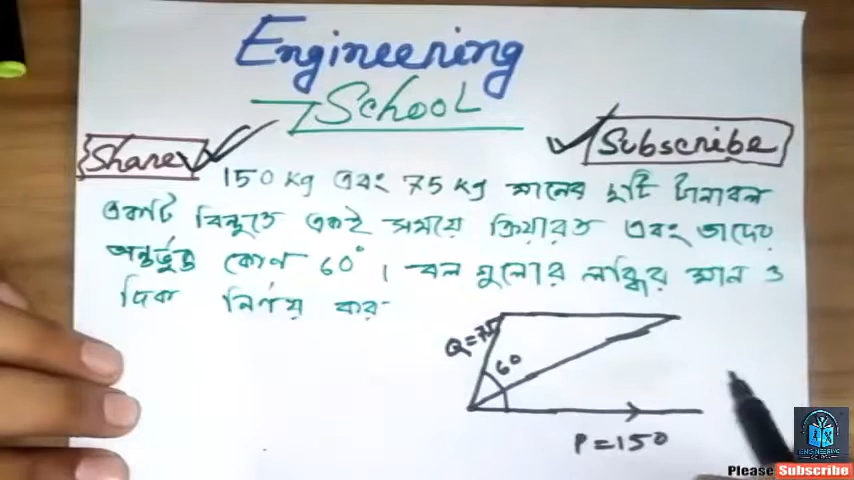 Engineering
School
Share
Subscribe
150 kg এবং 75 kg মানের দুটি টানাবল
একটি বিন্দুতে একই সময়ে ক্রিয়ারত এবং তাদের
অন্তর্ভুক্ত কোণ 60° । বল গুলোর লব্ধির মান ও
দিক নির্ণয় কর
Q=75
60
P=150
Please Subscribe